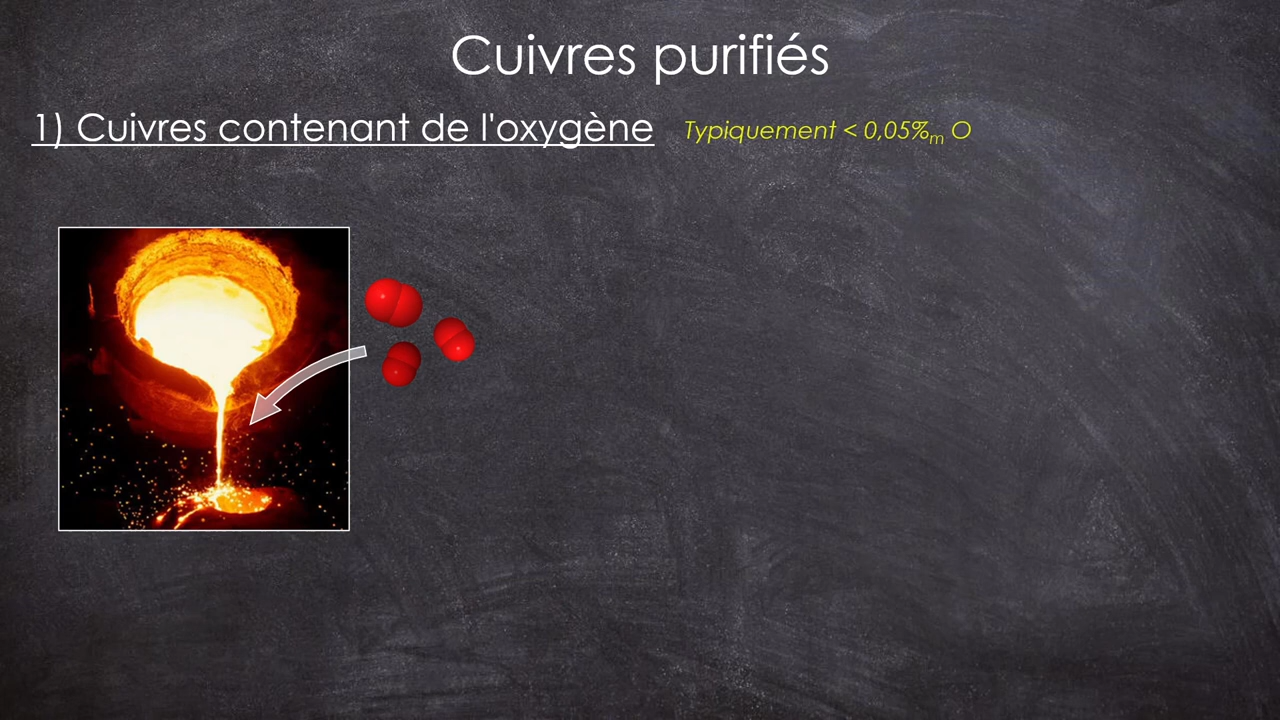 Cuivres purifiés
1) Cuivres contenant de l'oxygène Typiquement < 0,05%m O